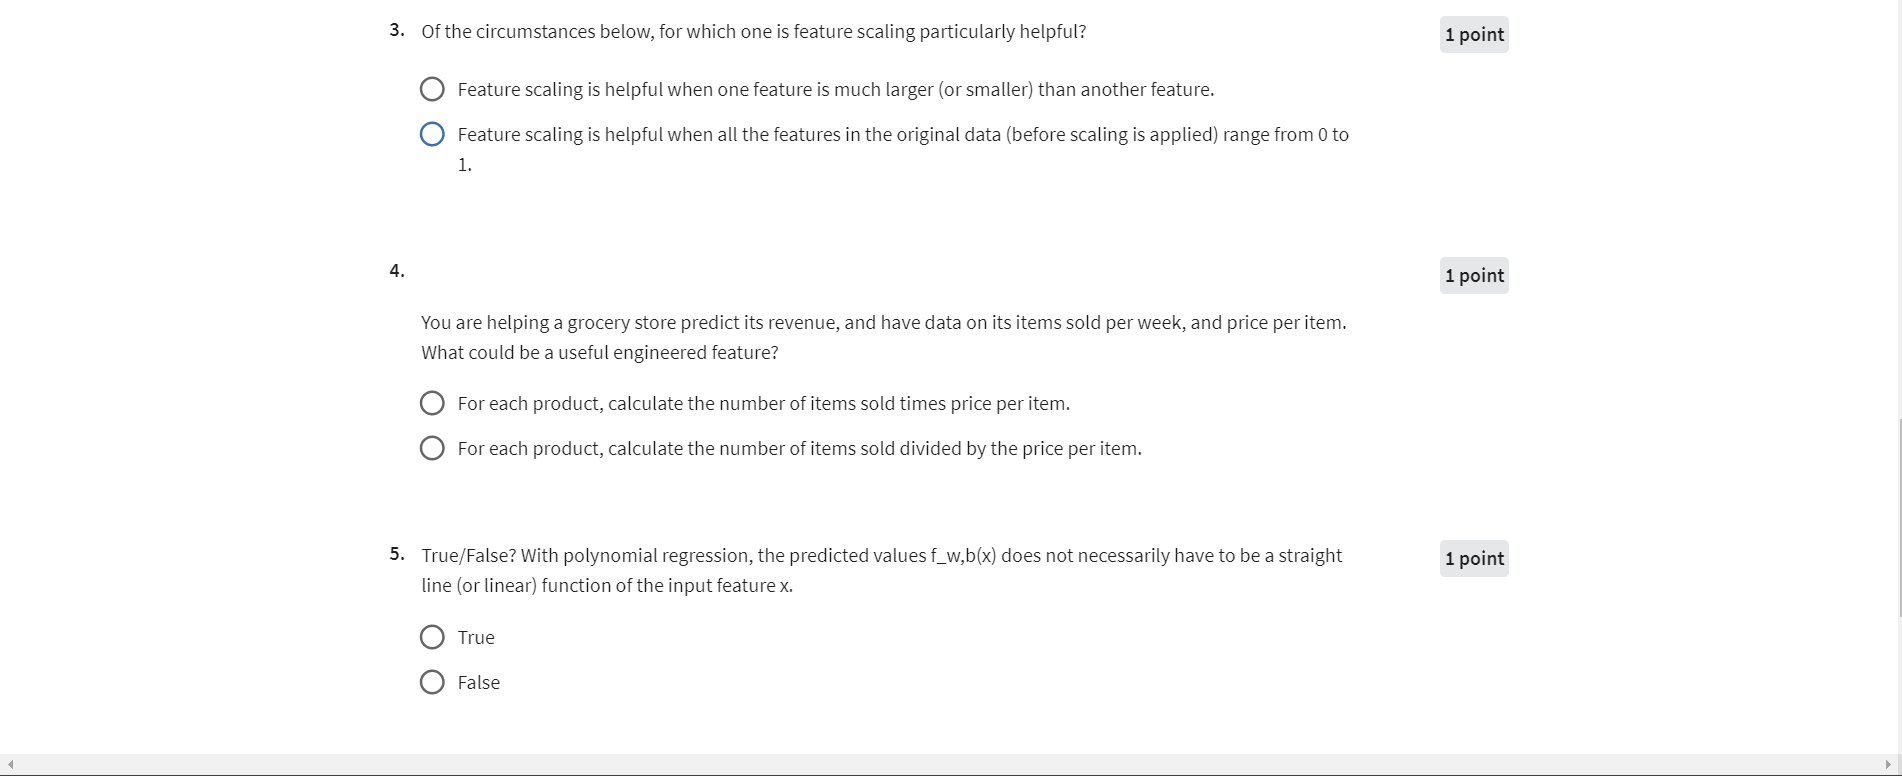 3. Of the circumstances below, for which one is feature scaling particularly helpful?
1 point
Feature scaling is helpful when one feature is much larger (or smaller) than another feature.
Feature scaling is helpful when all the features in the original data (before scaling is applied) range from 0 to
1.
4.
1 point
You are helping a grocery store predict its revenue, and have data on its items sold per week, and price per item.
What could be a useful engineered feature?
For each product, calculate the number of items sold times price per item.
For each product, calculate the number of items sold divided by the price per item.
5. True/False? With polynomial regression, the predicted values f_w,b(x) does not necessarily have to be a straight
1 point
line (or linear) function of the input feature x.
True
False